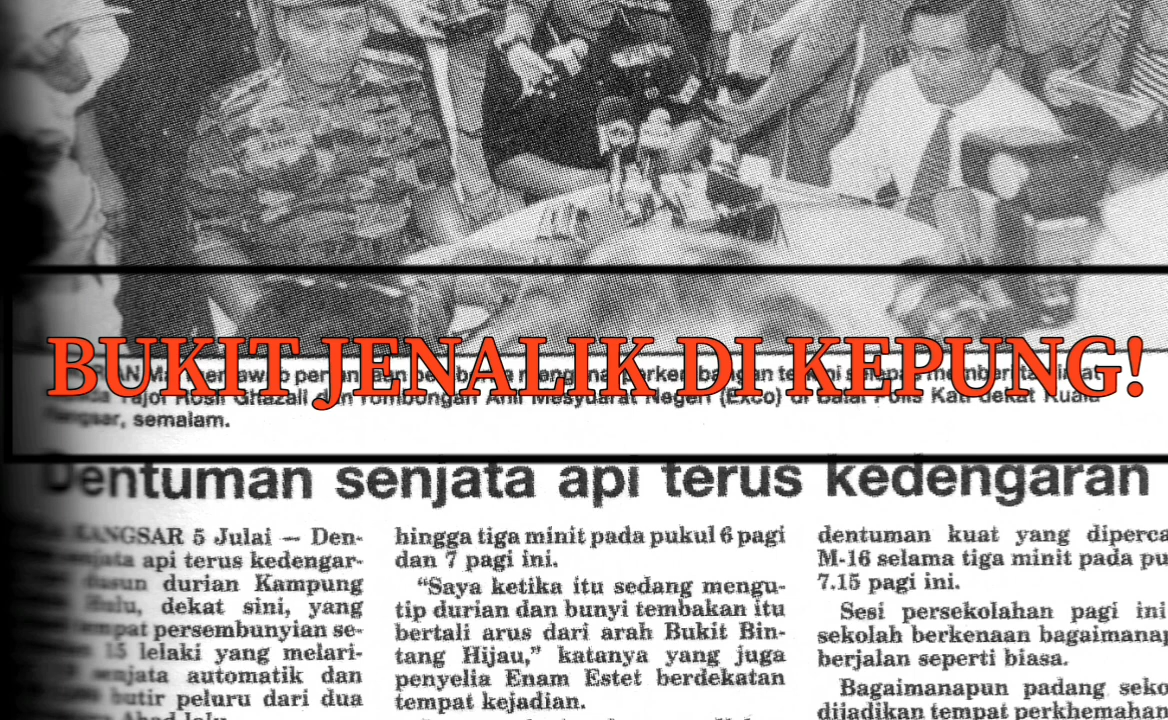 BUKIT JENALIK DI KEPUNG!
semalam.
Dentuman senjata api terus kedengaran
KANGSAR 5 Julai — Den-
senjata api terus kedengar-
dusun durian Kampung
Hulu, dekat sini, yang
tempat persembunyian se-
15 lelaki yang melari-
senjata automatik dan
butir peluru dari dua
hingga tiga minit pada pukul 6 pagi
dan 7 pagi ini.
“Saya ketika itu sedang mengu-
tip durian dan bunyi tembakan itu
bertali arus dari arah Bukit Bin-
tang Hijau,” katanya yang juga
penyelia Enam Estet berdekatan
tempat kejadian.
dentuman kuat yang diperca
M-16 selama tiga minit pada pu
7.15 pagi ini.
Sesi persekolahan pagi ini
sekolah berkenaan bagaimanap
berjalan seperti biasa.
Bagaimanapun padang seko
dijadikan tempat perkhemahan